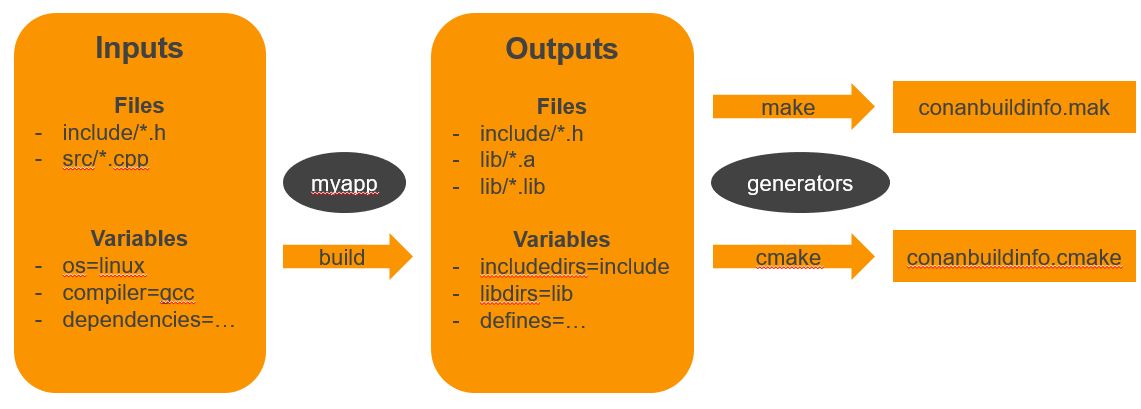 Inputs
Files
- include/*.h
- src/*.cpp
Variables
- os=linux
- compiler=gcc
- dependencies=…
myapp
build
Outputs
Files
- include/*.h
- lib/*.a
- lib/*.lib
Variables
- includedirs=include
- libdirs=lib
- defines=…
make
conanbuildinfo.mak
generators
cmake
conanbuildinfo.cmake